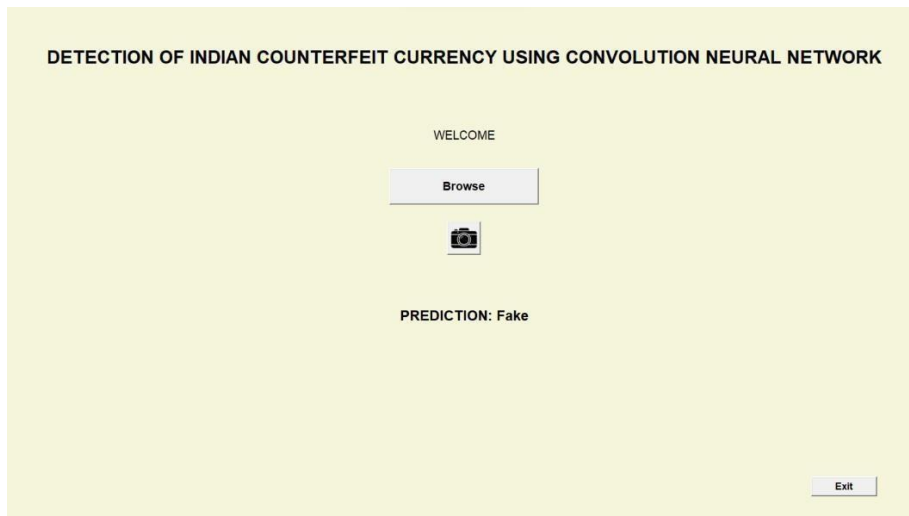 DETECTION OF INDIAN COUNTERFEIT CURRENCY USING CONVOLUTION NEURAL NETWORK
WELCOME
Browse
PREDICTION: Fake
Exit